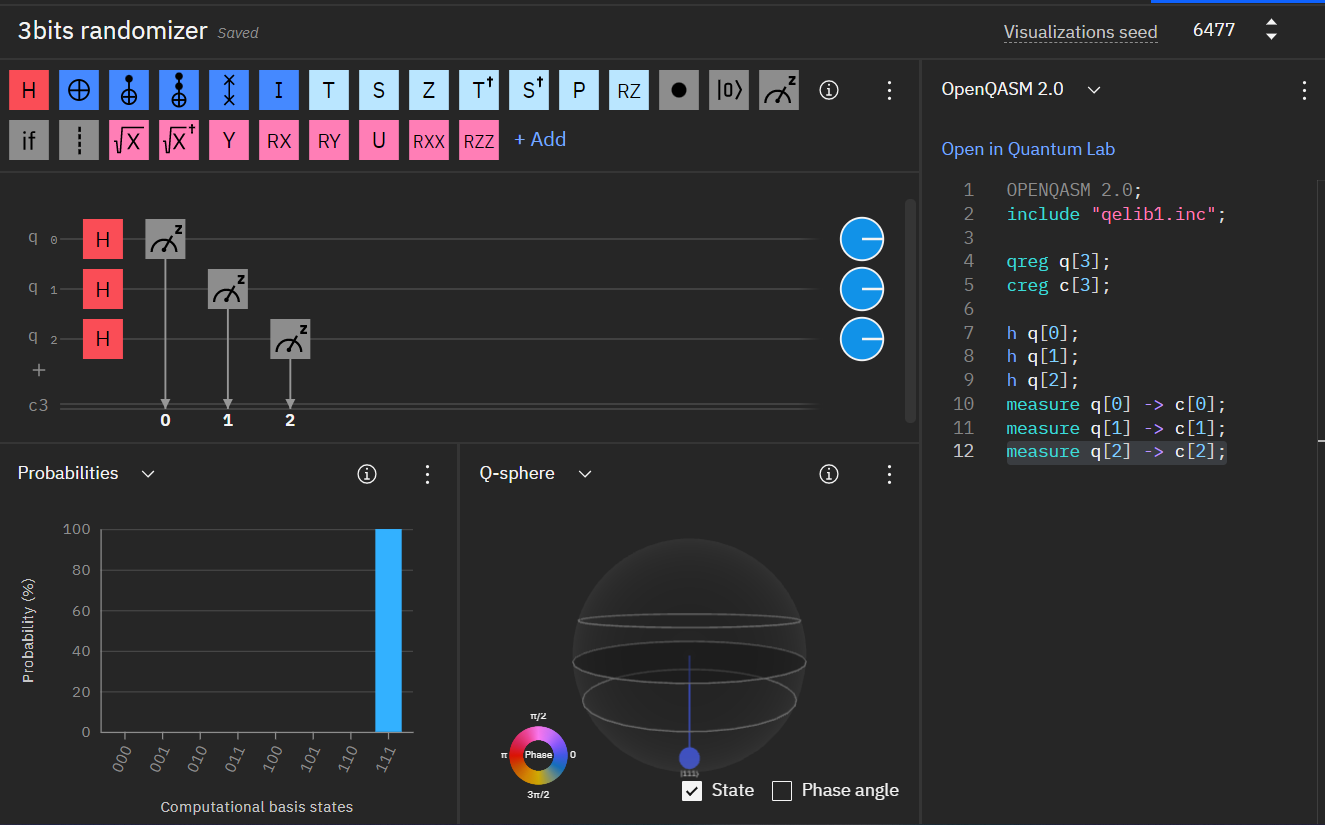 3bits randomizer Saved
Visualizations seed 6477
H I T S Z T† S† P RZ |0⟩ z
if √X √X† Y RX RY U RXX RZZ + Add
q 0 H z
q 1 H z
q 2 H z
+
c3
0 1 2
Probabilities
100
80
60
40
20
0
Probability (%)
000 001 010 011 100 101 110 111
Computational basis states
Q-sphere
π/2
π Phase 0
3π/2
|111⟩
State Phase angle
OpenQASM 2.0
Open in Quantum Lab
1 OPENQASM 2.0;
2 include "qelib1.inc";
3
4 qreg q[3];
5 creg c[3];
6
7 h q[0];
8 h q[1];
9 h q[2];
10 measure q[0] -> c[0];
11 measure q[1] -> c[1];
12 measure q[2] -> c[2];